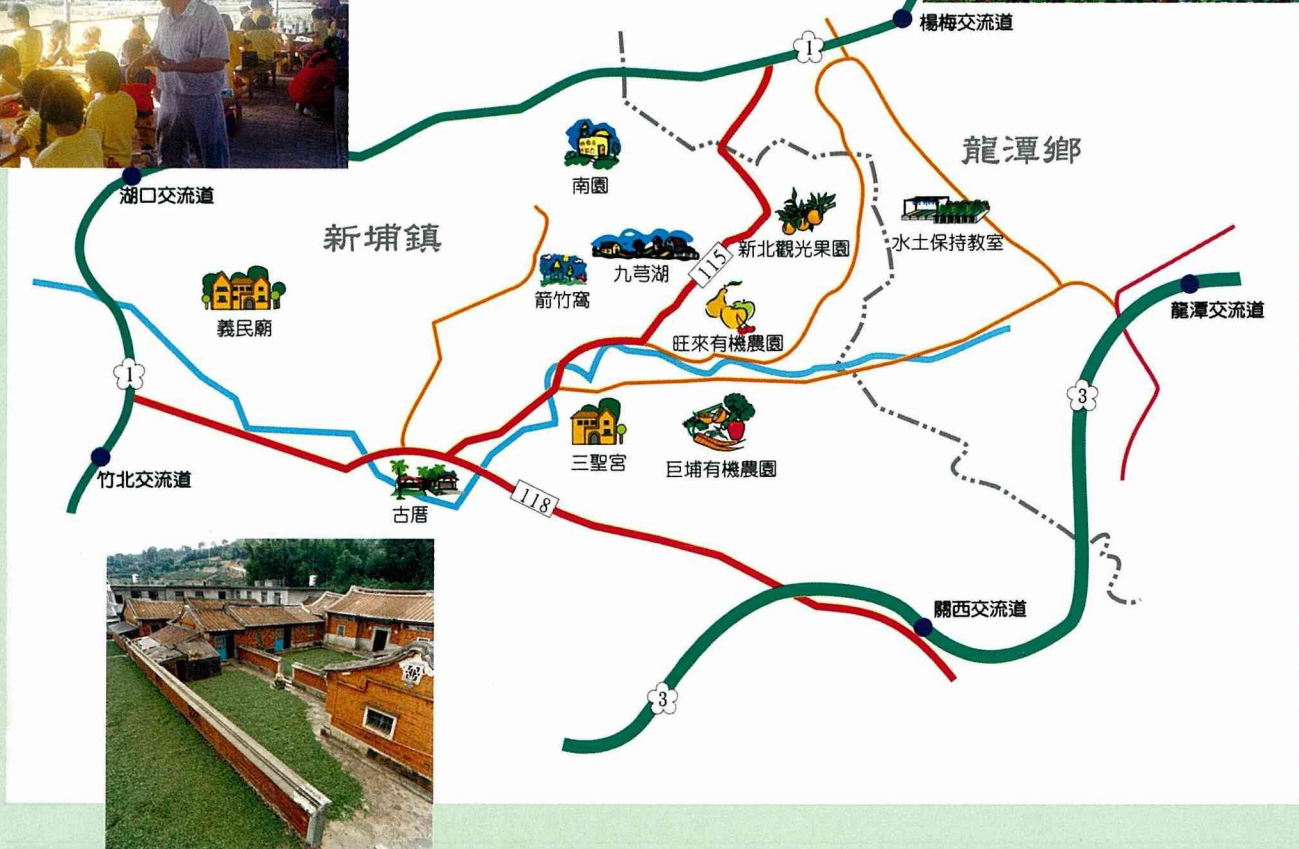 楊梅交流道
1
龍潭鄉
南園
湖口交流道
新埔鎮
新北觀光果園
水土保持教室
九芎湖
115
箭竹窩
義民廟
龍潭交流道
旺來有機農園
1
3
三聖宮
巨埔有機農園
竹北交流道
118
古厝
關西交流道
3